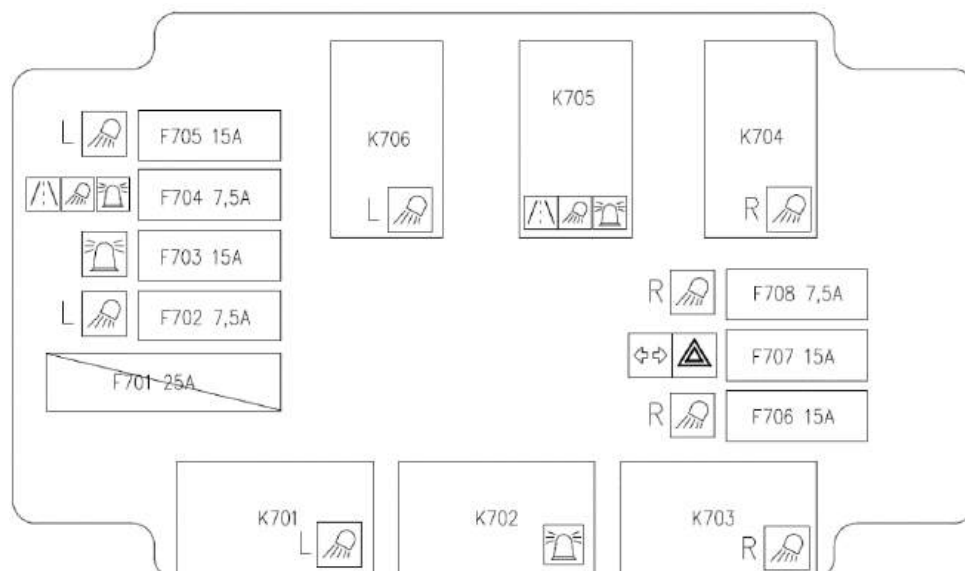 K706
K705
K704
L F705 15A
F704 7,5A
L
R
F703 15A
L F702 7,5A
F701 25A
R F708 7,5A
F707 15A
R F706 15A
K701
L
K702
K703
R